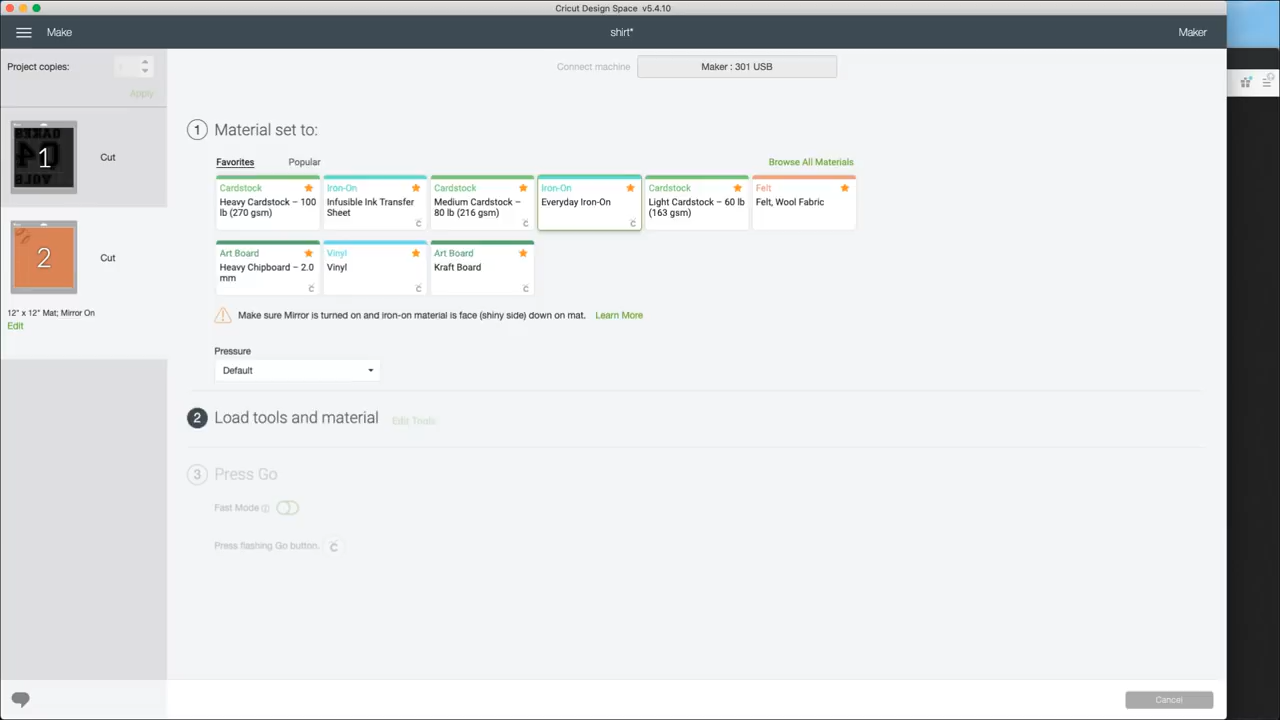 Cricut Design Space v5.4.10
Make
shirt*
Maker
Project copies:
Apply
1
Cut
2
Cut
12" x 12" Mat; Mirror On
Edit
Connect machine
Maker : 301 USB
1 Material set to:
Favorites Popular
Browse All Materials
Cardstock
Heavy Cardstock – 100
lb (270 gsm)
Iron-On
Infusible Ink Transfer
Sheet
Cardstock
Medium Cardstock –
80 lb (216 gsm)
Iron-On
Everyday Iron-On
Cardstock
Light Cardstock – 60 lb
(163 gsm)
Felt
Felt, Wool Fabric
Art Board
Heavy Chipboard – 2.0
mm
Vinyl
Vinyl
Art Board
Kraft Board
Make sure Mirror is turned on and iron-on material is face (shiny side) down on mat. Learn More
Pressure
Default
2 Load tools and material Edit Tools
3 Press Go
Fast Mode
Press flashing Go button.
Cancel